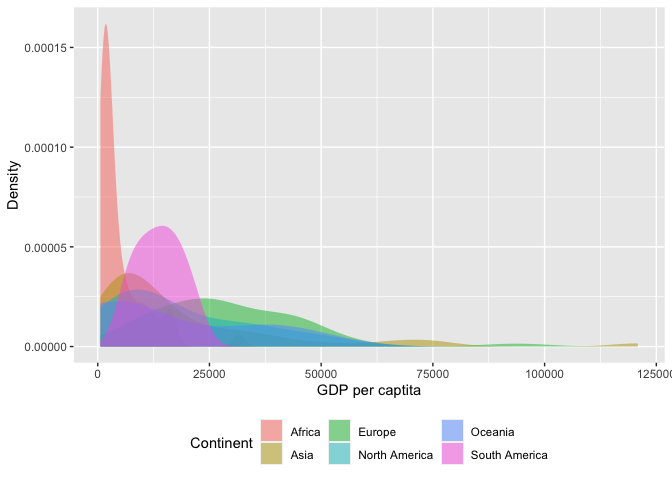 0.00015
0.00010
0.00005
0.00000
Density
0 25000 50000 75000 100000 125000
GDP per captita
Continent
Africa Europe Oceania
Asia North America South America